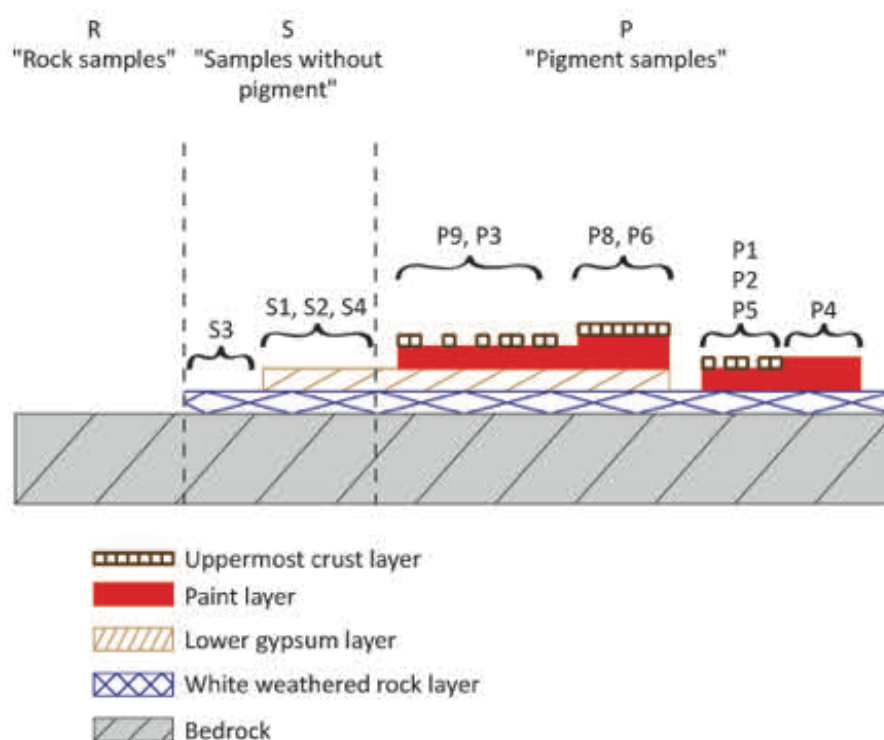 R
"Rock samples"
S
"Samples without
pigment"
P
"Pigment samples"
S3
S1, S2, S4
P9, P3
P8, P6
P1
P2
P5
P4
Uppermost crust layer
Paint layer
Lower gypsum layer
White weathered rock layer
Bedrock